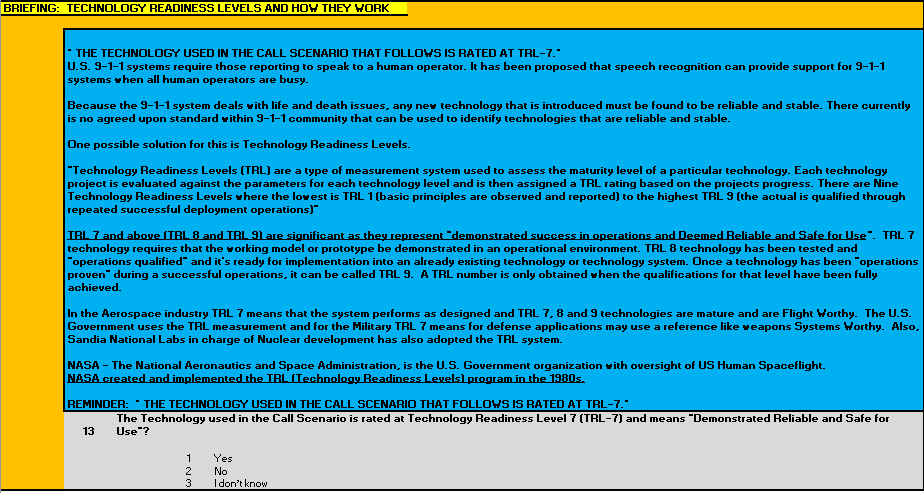 BRIEFING:  TECHNOLOGY READINESS LEVELS AND HOW THEY WORK
" THE TECHNOLOGY USED IN THE CALL SCENARIO THAT FOLLOWS IS RATED AT TRL-7."
U.S. 9-1-1 systems require those reporting to speak to a human operator. It has been proposed that speech recognition can provide support for 9-1-1
systems when all human operators are busy.
Because the 9-1-1 system deals with life and death issues, any new technology that is introduced must be found to be reliable and stable. There currently
is no agreed upon standard within 9-1-1 community that can be used to identify technologies that are reliable and stable.
One possible solution for this is Technology Readiness Levels.
"Technology Readiness Levels (TRL) are a type of measurement system used to assess the maturity level of a particular technology. Each technology
project is evaluated against the parameters for each technology level and is then assigned a TRL rating based on the projects progress. There are Nine
Technology Readiness Levels where the lowest is TRL 1 (basic principles are observed and reported) to the highest TRL 9 (the actual is qualified through
repeated successful deployment operations)"
TRL 7 and above (TRL 8 and TRL 9) are significant as they represent "demonstrated success in operations and Deemed Reliable and Safe for Use".  TRL 7
technology requires that the working model or prototype be demonstrated in an operational environment. TRL 8 technology has been tested and
"operations qualified" and it's ready for implementation into an already existing technology or technology system. Once a technology has been "operations
proven" during a successful operations, it can be called TRL 9.  A TRL number is only obtained when the qualifications for that level have been fully
achieved.
In the Aerospace industry TRL 7 means that the system performs as designed and TRL 7, 8 and 9 technologies are mature and are Flight Worthy.  The U.S.
Government uses the TRL measurement and for the Military TRL 7 means for defense applications may use a reference like weapons Systems Worthy.  Also,
Sandia National Labs in charge of Nuclear development has also adopted the TRL system.
NASA - The National Aeronautics and Space Administration, is the U.S. Government organization with oversight of US Human Spaceflight.
NASA created and implemented the TRL (Technology Readiness Levels) program in the 1980s.
REMINDER:  " THE TECHNOLOGY USED IN THE CALL SCENARIO THAT FOLLOWS IS RATED AT TRL-7."
The Technology used in the Call Scenario is rated at Technology Readiness Level 7 (TRL-7) and means "Demonstrated Reliable and Safe for
13 Use"?
1 Yes
2 No
3 I don't know